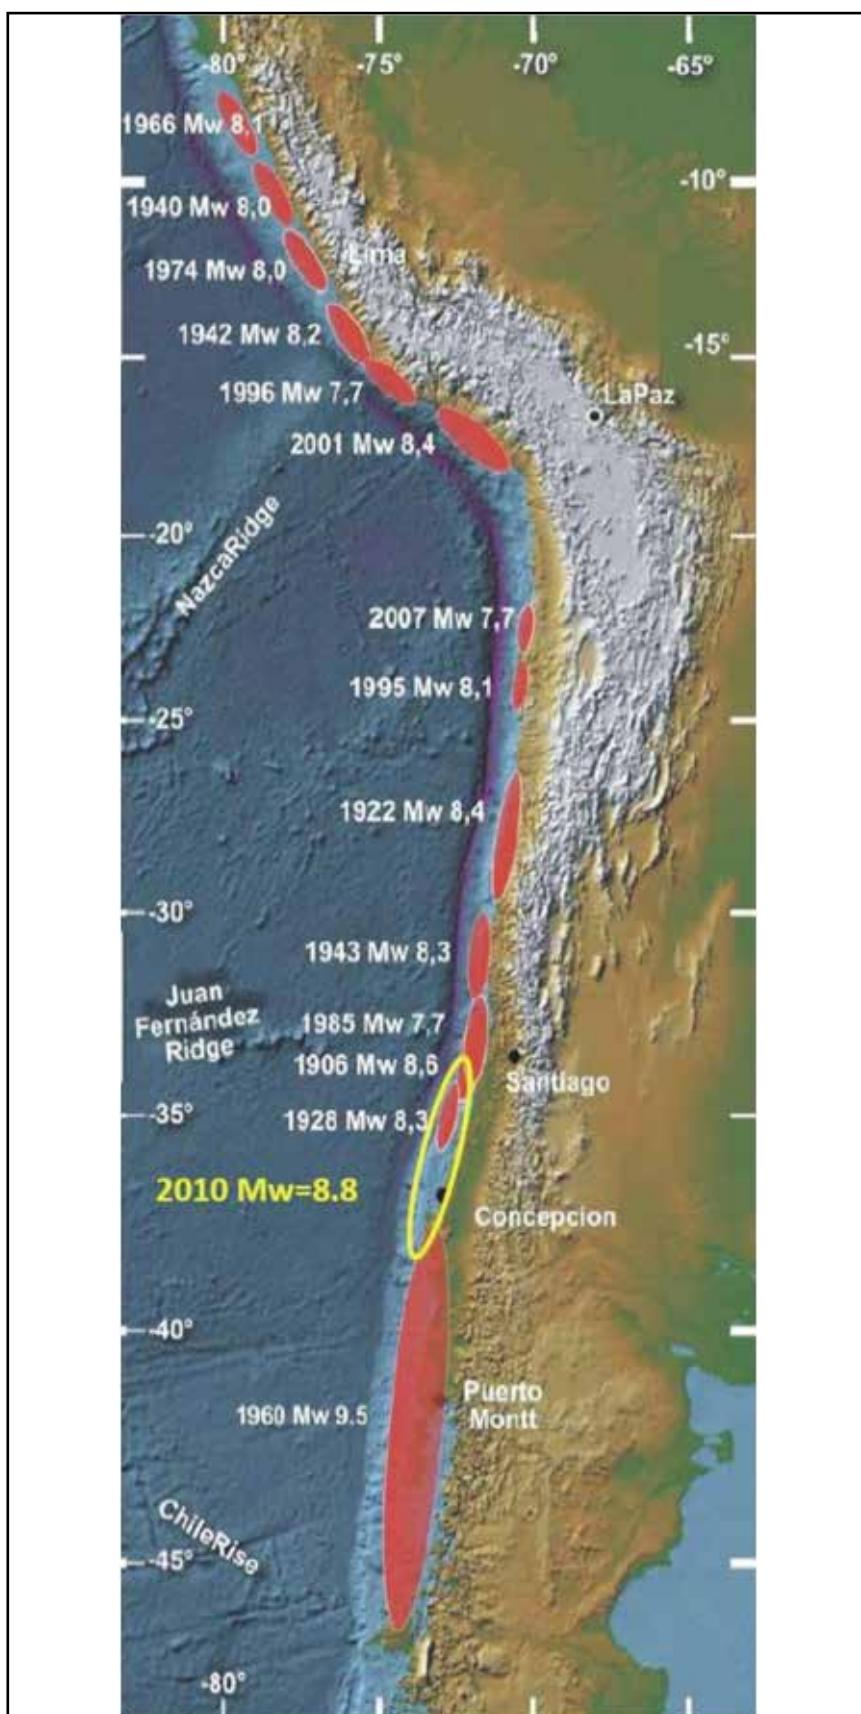 -80° -75° -70° -65°
1966 Mw 8,1
-10°
1940 Mw 8,0
Lima
1974 Mw 8,0
1942 Mw 8,2
-15°
1996 Mw 7,7
LaPaz
2001 Mw 8,4
-20°
NazcaRidge
2007 Mw 7,7
1995 Mw 8,1
-25°
1922 Mw 8,4
-30°
1943 Mw 8,3
Juan
Fernández
Ridge
1985 Mw 7,7
1906 Mw 8,6
Santiago
-35°
1928 Mw 8,3
2010 Mw=8.8
Concepcion
-40°
Puerto
Montt
1960 Mw 9.5
ChileRise
-45°
-80°